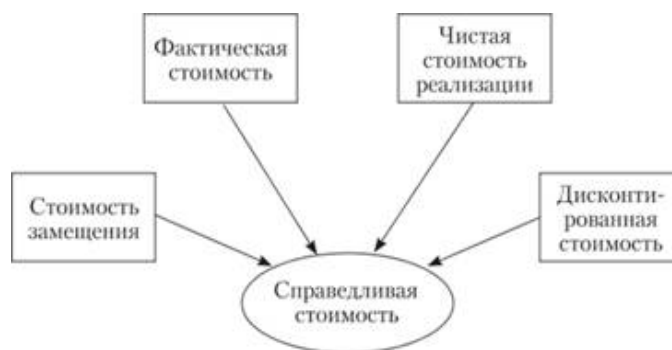 Фактическая
стоимость
Чистая
стоимость
реализации
Стоимость
замещения
Дисконти-
рованная
стоимость
Справедливая
стоимость